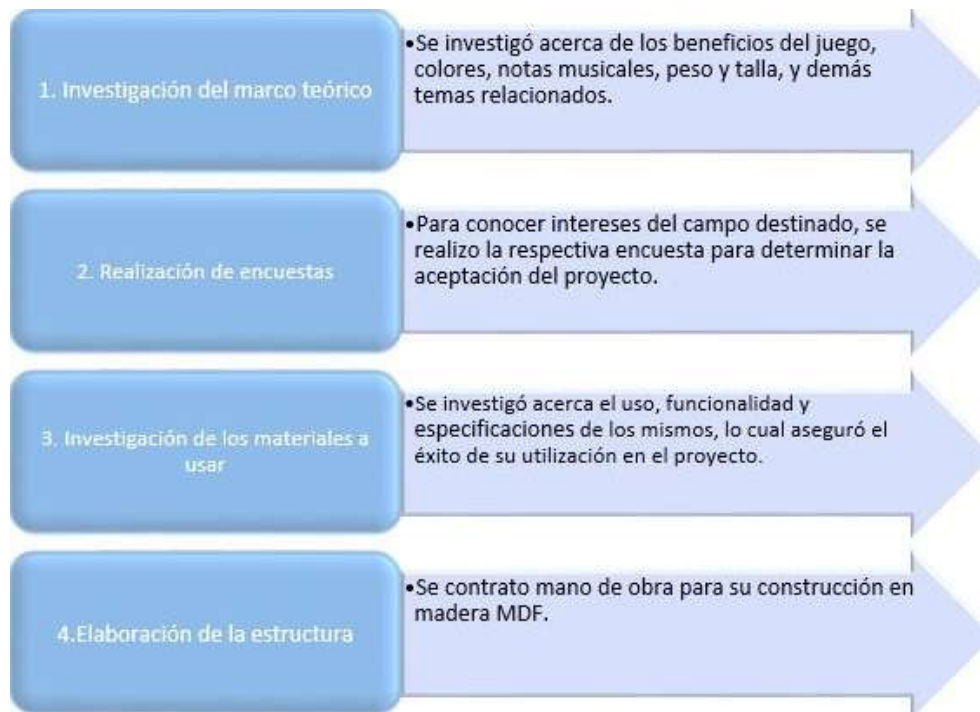 1. Investigación del marco teórico
•Se investigó acerca de los beneficios del juego,
colores, notas musicales, peso y talla, y demás
temas relacionados.
2. Realización de encuestas
•Para conocer intereses del campo destinado, se
realizo la respectiva encuesta para determinar la
aceptación del proyecto.
3. Investigación de los materiales a
usar
•Se investigó acerca el uso, funcionalidad y
especificaciones de los mismos, lo cual aseguró el
éxito de su utilización en el proyecto.
4.Elaboración de la estructura
•Se contrato mano de obra para su construcción en
madera MDF.